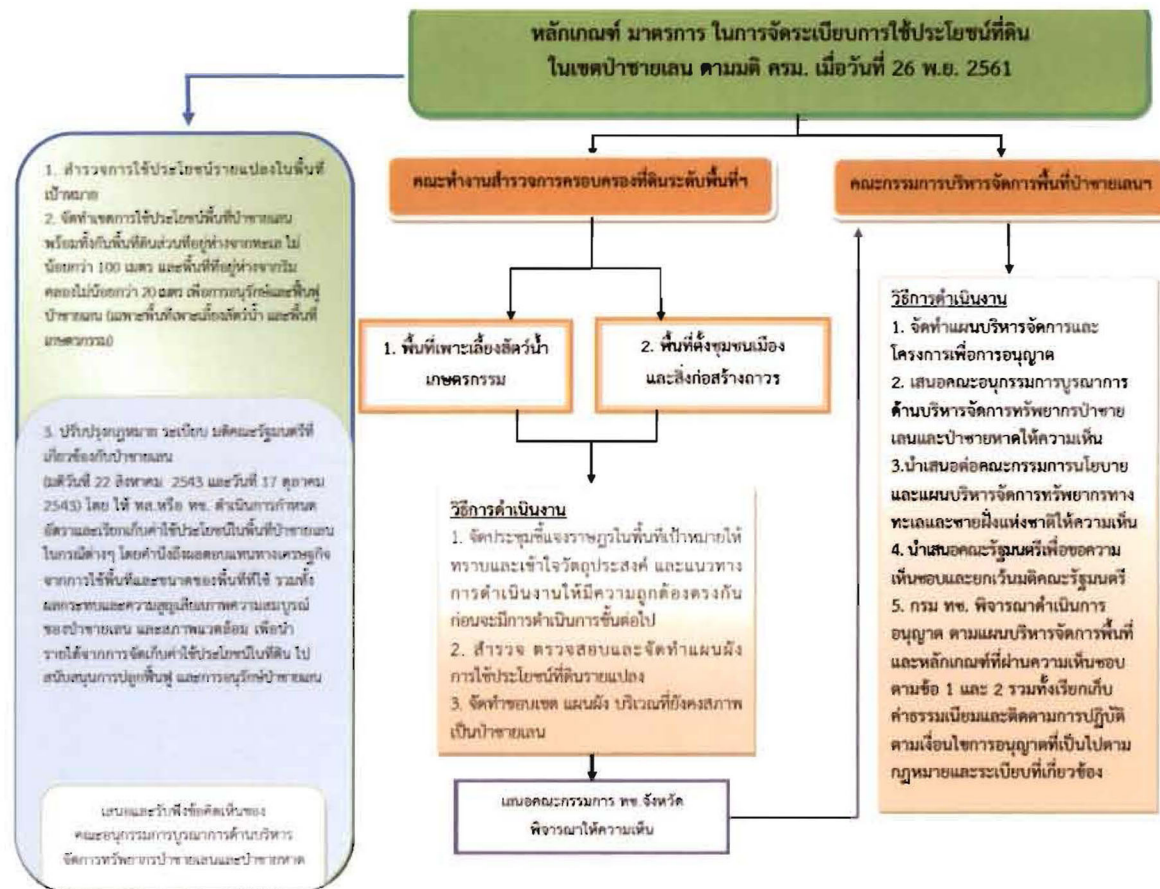 หลักเกณฑ์ มาตรการ ในการจัดระเบียบการใช้ประโยชน์ที่ดิน
ในเขตป่าชายเลน ตามมติ ครม. เมื่อวันที่ 26 พ.ย. 2561
1. สำรวจการใช้ประโยชน์รายแปลงในพื้นที่
เป้าหมาย
2. จัดทำเขตการใช้ประโยชน์พื้นที่ป่าชายเลน
พร้อมทั้งกับพื้นที่ดินส่วนที่อยู่ห่างจากทะเล ไม่
น้อยกว่า 100 เมตร และพื้นที่ที่อยู่ห่างจากริม
คลองไม่น้อยกว่า 20 เมตร เพื่อการอนุรักษ์และฟื้นฟู
ป่าชายเลน (เฉพาะพื้นที่เพาะเลี้ยงสัตว์น้ำ และพื้นที่
เกษตรกรรม)
3. ปรับปรุงกฎหมาย ระเบียบ มติคณะรัฐมนตรีที่
เกี่ยวข้องกับป่าชายเลน
(มติวันที่ 22 สิงหาคม 2543 และวันที่ 17 ตุลาคม
2543) โดย ให้ ทส.หรือ ทช. ดำเนินการกำหนด
อัตราและเรียกเก็บค่าใช้ประโยชน์ในพื้นที่ป่าชายเลน
ในกรณีต่างๆ โดยคำนึงถึงผลตอบแทนทางเศรษฐกิจ
จากการใช้พื้นที่และขนาดของพื้นที่ที่ใช้ รวมทั้ง
ผลกระทบและความสูญเสียสภาพความสมบูรณ์
ของป่าชายเลน และสภาพแวดล้อม เพื่อนำ
รายได้จากการจัดเก็บค่าใช้ประโยชน์ในที่ดิน ไป
สนับสนุนการปลูกฟื้นฟู และการอนุรักษ์ป่าชายเลน
เสนอและรับฟังข้อคิดเห็นของ
คณะอนุกรรมการบูรณาการด้านบริหาร
จัดการทรัพยากรป่าชายเลนและป่าชายหาด
คณะทำงานสำรวจการครอบครองที่ดินระดับพื้นที่ฯ
1. พื้นที่เพาะเลี้ยงสัตว์น้ำ
เกษตรกรรม
2. พื้นที่ตั้งชุมชนเมือง
และสิ่งก่อสร้างถาวร
วิธีการดำเนินงาน
1. จัดประชุมชี้แจงราษฎรในพื้นที่เป้าหมายให้
ทราบและเข้าใจวัตถุประสงค์ และแนวทาง
การดำเนินงานให้มีความถูกต้องตรงกัน
ก่อนจะมีการดำเนินการขั้นต่อไป
2. สำรวจ ตรวจสอบและจัดทำแผนผัง
การใช้ประโยชน์ที่ดินรายแปลง
3. จัดทำขอบเขต แผนผัง บริเวณที่ยังคงสภาพ
เป็นป่าชายเลน
เสนอคณะกรรมการ ทช.จังหวัด
พิจารณาให้ความเห็น
คณะกรรมการบริหารจัดการพื้นที่ป่าชายเลนฯ
วิธีการดำเนินงาน
1. จัดทำแผนบริหารจัดการและ
โครงการเพื่อการอนุญาต
2. เสนอคณะอนุกรรมการบูรณาการ
ด้านบริหารจัดการทรัพยากรป่าชาย
เลนและป่าชายหาดให้ความเห็น
3.นำเสนอต่อคณะกรรมการนโยบาย
และแผนบริหารจัดการทรัพยากรทาง
ทะเลและชายฝั่งแห่งชาติให้ความเห็น
4. นำเสนอคณะรัฐมนตรีเพื่อขอความ
เห็นชอบและยกเว้นมติคณะรัฐมนตรี
5. กรม ทช. พิจารณาดำเนินการ
อนุญาต ตามแผนบริหารจัดการพื้นที่
และหลักเกณฑ์ที่ผ่านความเห็นชอบ
ตามข้อ 1 และ 2 รวมทั้งเรียกเก็บ
ค่าธรรมเนียมและติดตามการปฏิบัติ
ตามเงื่อนไขการอนุญาตที่เป็นไปตาม
กฎหมายและระเบียบที่เกี่ยวข้อง